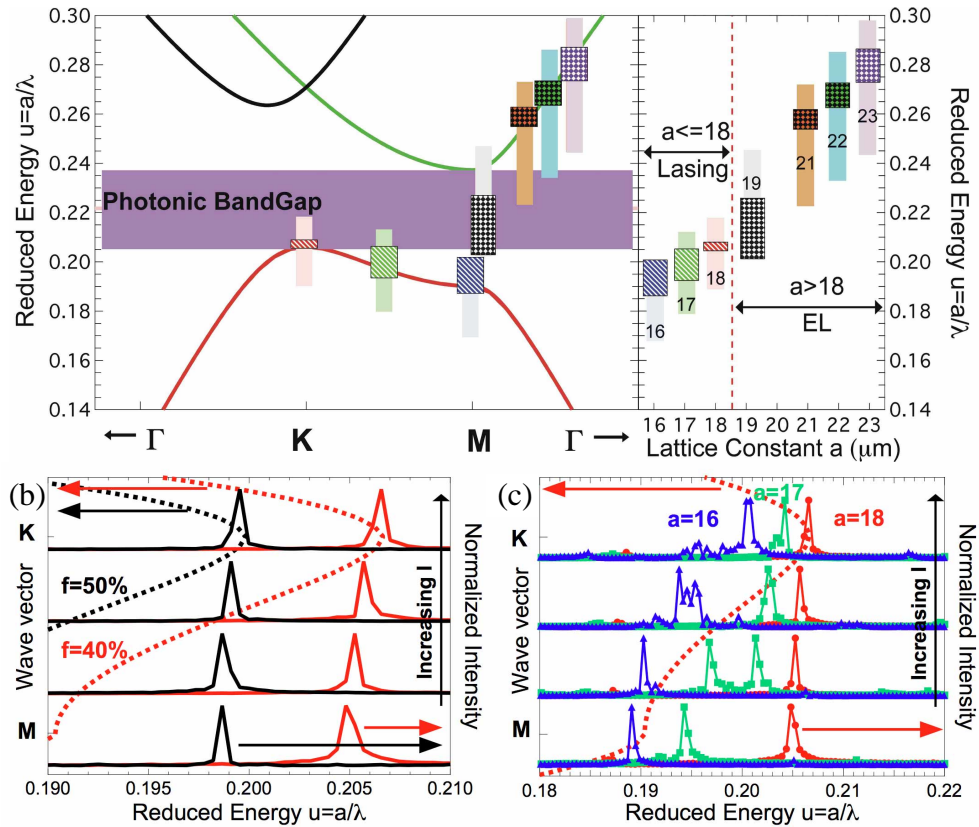 0.30
0.28
0.26
0.24
0.22
0.20
0.18
0.16
0.14
Reduced Energy u=a/λ
Photonic BandGap
← Γ
K
M
Γ →
a<=18
Lasing
a>18
EL
16
17
18
19
21
22
23
16 17 18 19 21 22 23
Lattice Constant a (μm)
0.30
0.28
0.26
0.24
0.22
0.20
0.18
0.16
0.14
Reduced Energy u=a/λ
(b)
K
f=50%
f=40%
M
Wave vector
Increasing I
Normalized Intensity
0.190 0.195 0.200 0.205 0.210
Reduced Energy u=a/λ
(c)
a=17
a=16
a=18
K
M
Wave vector
Increasing I
Normalized Intensity
0.18 0.19 0.20 0.21 0.22
Reduced Energy u=a/λ